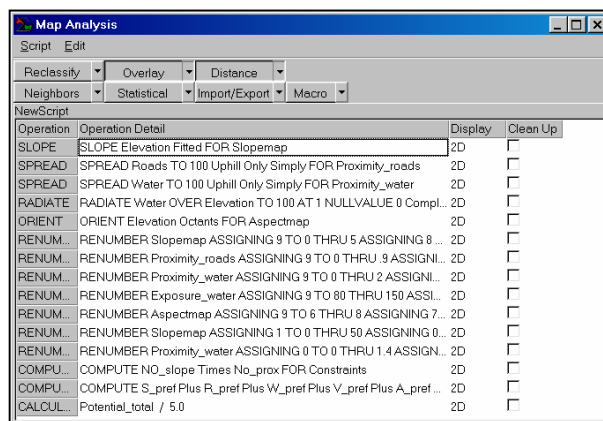 Map Analysis
Script Edit
Reclassify Overlay Distance
Neighbors Statistical Import/Export Macro
NewScript
Operation Operation Detail Display Clean Up
SLOPE SLOPE Elevation Fitted FOR Slopemap 2D
SPREAD SPREAD Roads TO 100 Uphill Only Simply FOR Proximity_roads 2D
SPREAD SPREAD Water TO 100 Uphill Only Simply FOR Proximity_water 2D
RADIATE RADIATE Water OVER Elevation TO 100 AT 1 NULLVALUE 0 Compl... 2D
ORIENT ORIENT Elevation Octants FOR Aspectmap 2D
RENUM... RENUMBER Slopemap ASSIGNING 9 TO 0 THRU 5 ASSIGNING 8 ... 2D
RENUM... RENUMBER Proximity_roads ASSIGNING 9 TO 0 THRU .9 ASSIGNI... 2D
RENUM... RENUMBER Proximity_water ASSIGNING 9 TO 0 THRU 2 ASSIGNI... 2D
RENUM... RENUMBER Exposure_water ASSIGNING 9 TO 80 THRU 150 ASSI... 2D
RENUM... RENUMBER Aspectmap ASSIGNING 9 TO 6 THRU 8 ASSIGNING 7... 2D
RENUM... RENUMBER Slopemap ASSIGNING 1 TO 0 THRU 50 ASSIGNING 0... 2D
RENUM... RENUMBER Proximity_water ASSIGNING 0 TO 0 THRU 1.4 ASSIGN... 2D
COMPU... COMPUTE NO_slope Times No_prox FOR Constraints 2D
COMPU... COMPUTE S_pref Plus R_pref Plus W_pref Plus V_pref Plus A_pref ... 2D
CALCUL... Potential_total / 5.0 2D